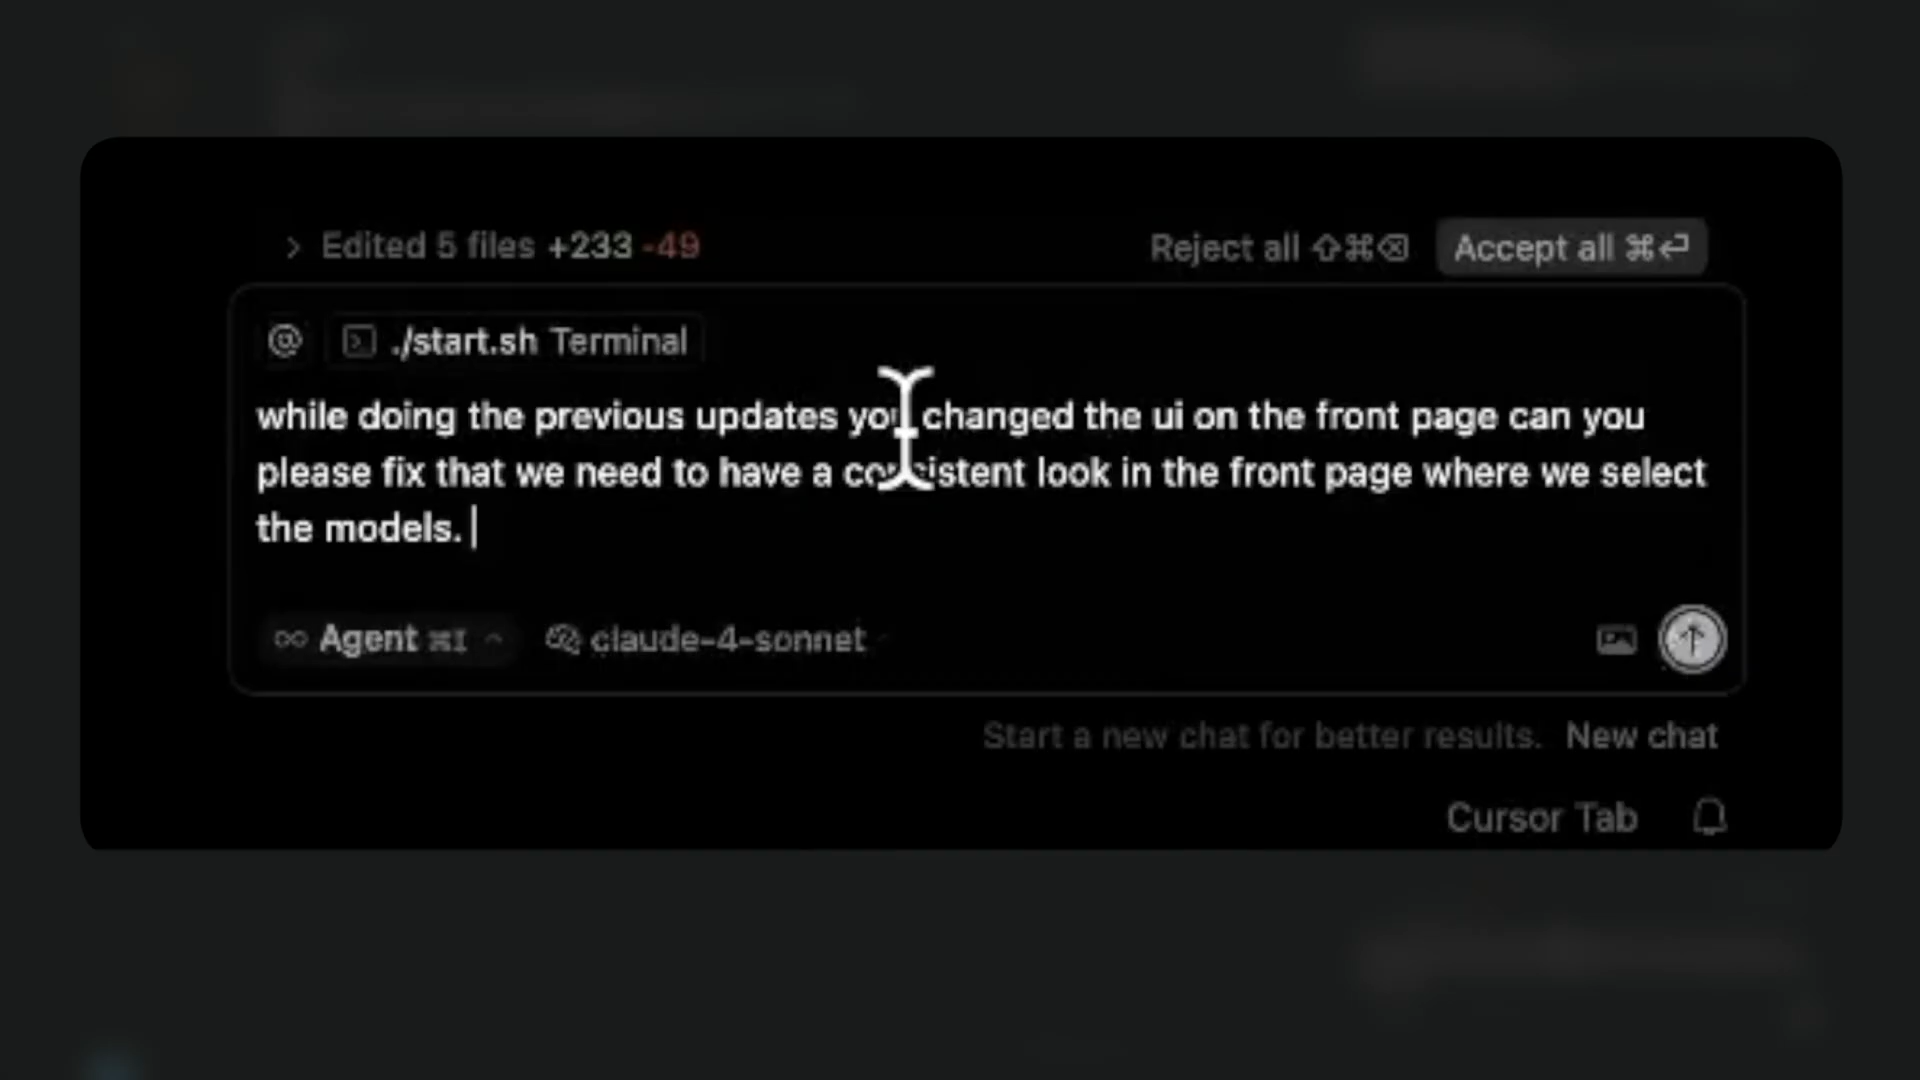 Edited 5 files +233 -49
Reject all ⇧⌘⌫ Accept all ⌘⏎
@ ./start.sh Terminal
while doing the previous updates you changed the ui on the front page can you
please fix that we need to have a consistent look in the front page where we select
the models.
Agent ⌘I claude-4-sonnet
Start a new chat for better results. New chat
Cursor Tab